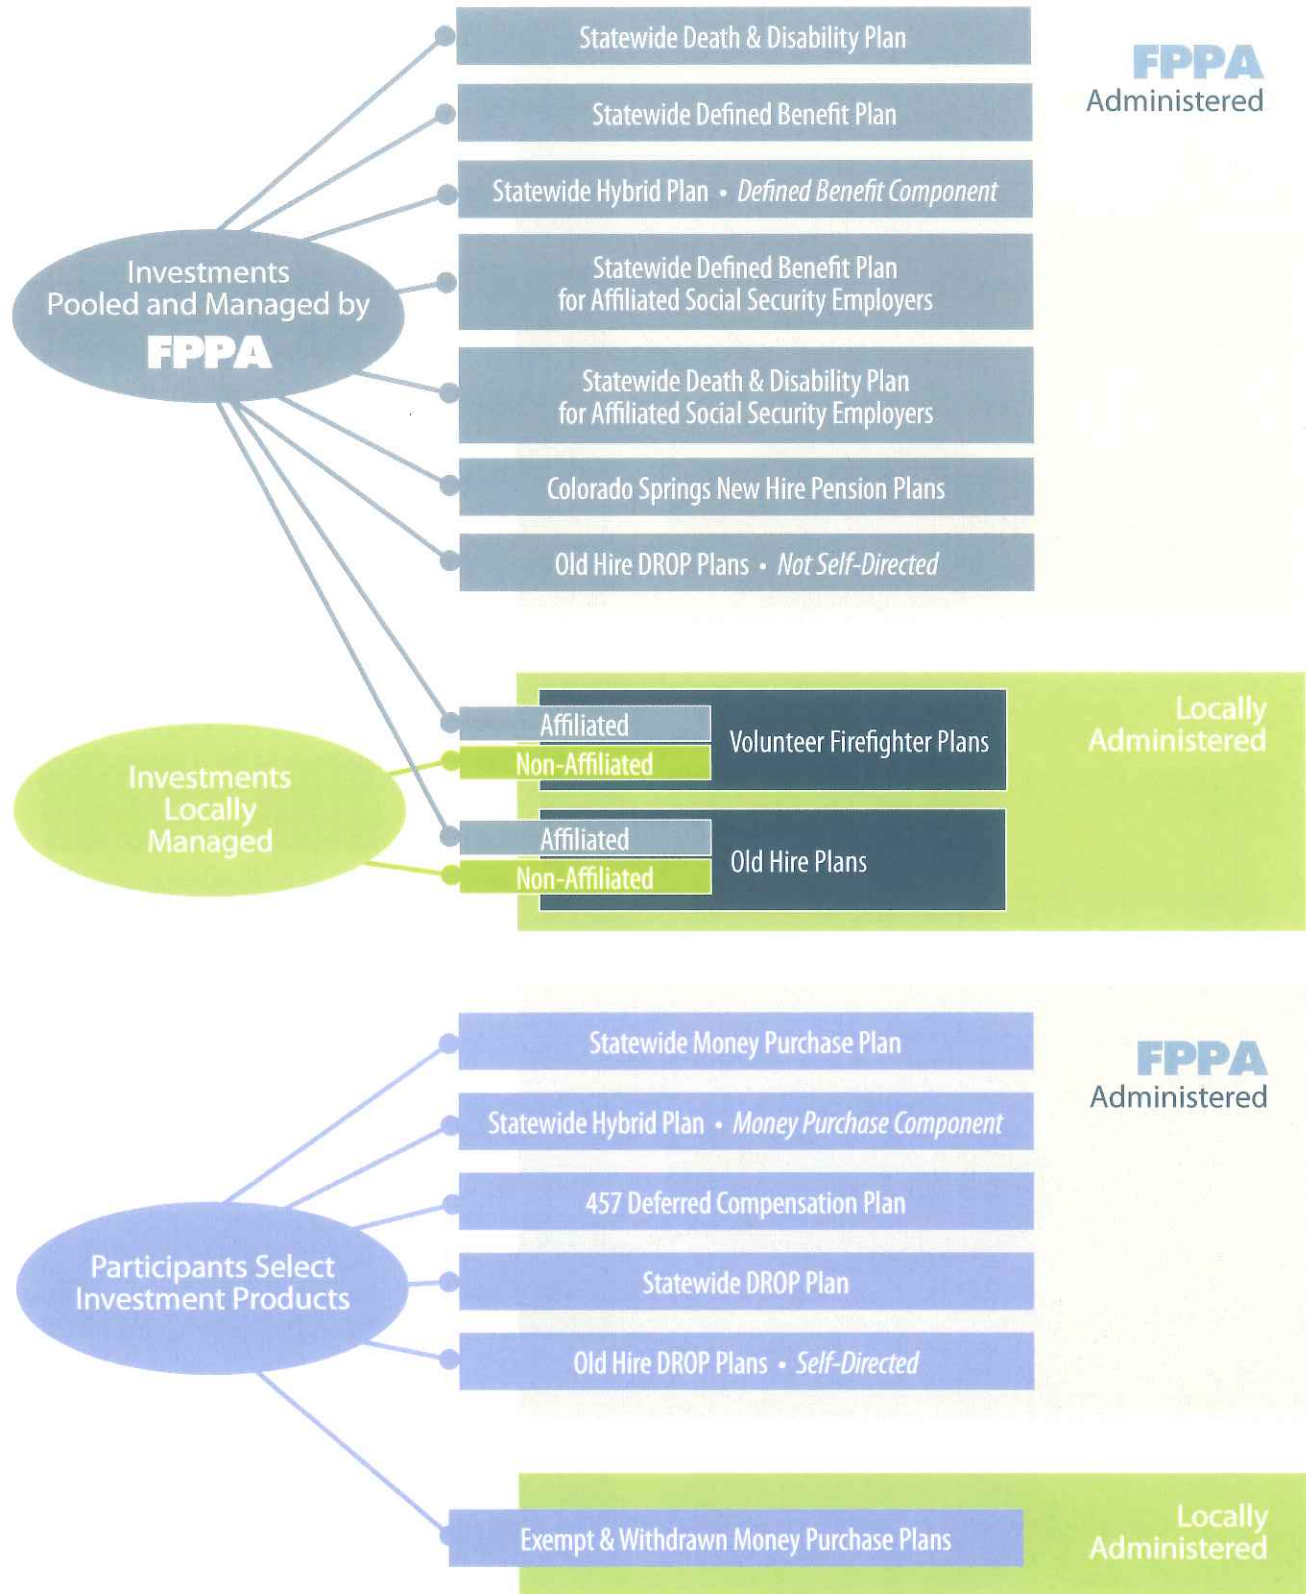 Statewide Death & Disability Plan
FPPA
Administered
Statewide Defined Benefit Plan
Statewide Hybrid Plan • Defined Benefit Component
Investments
Pooled and Managed by
FPPA
Statewide Defined Benefit Plan
for Affiliated Social Security Employers
Statewide Death & Disability Plan
for Affiliated Social Security Employers
Colorado Springs New Hire Pension Plans
Old Hire DROP Plans • Not Self-Directed
Locally
Administered
Affiliated
Non-Affiliated
Volunteer Firefighter Plans
Investments
Locally
Managed
Affiliated
Non-Affiliated
Old Hire Plans
Statewide Money Purchase Plan
FPPA
Administered
Statewide Hybrid Plan • Money Purchase Component
457 Deferred Compensation Plan
Participants Select
Investment Products
Statewide DROP Plan
Old Hire DROP Plans • Self-Directed
Exempt & Withdrawn Money Purchase Plans
Locally
Administered